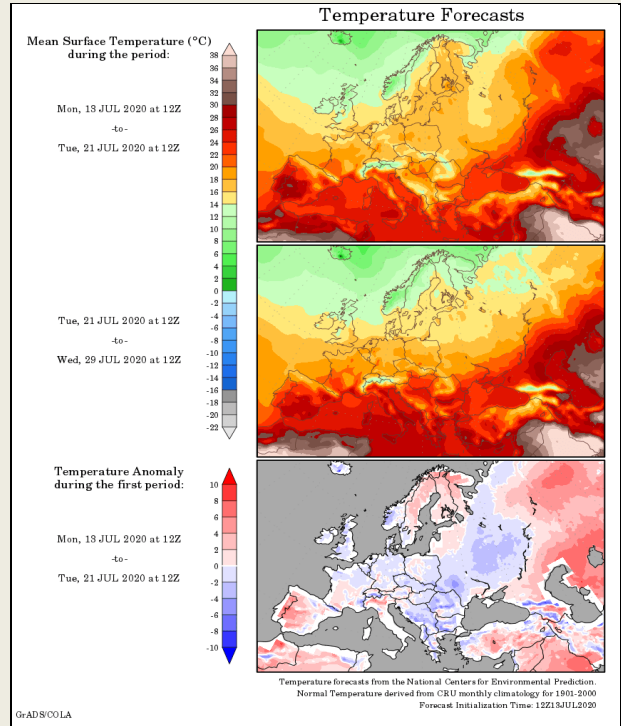 Temperature Forecasts
Mean Surface Temperature (°C)
during the period:
Mon, 13 JUL 2020 at 12Z
-to-
Tue, 21 JUL 2020 at 12Z
38
36
34
32
30
28
26
24
22
20
18
16
14
12
10
8
6
4
2
0
-2
-4
-6
-8
-10
-12
-14
-16
-18
-20
-22
Tue, 21 JUL 2020 at 12Z
-to-
Wed, 29 JUL 2020 at 12Z
Temperature Anomaly
during the first period:
Mon, 13 JUL 2020 at 12Z
-to-
Tue, 21 JUL 2020 at 12Z
10
8
6
4
2
0
-2
-4
-6
-8
-10
Temperature forecasts from the National Centers for Environmental Prediction.
Normal Temperature derived from CRU monthly climatology for 1901-2000
Forecast Initialization Time: 12Z13JUL2020
GrADS/COLA